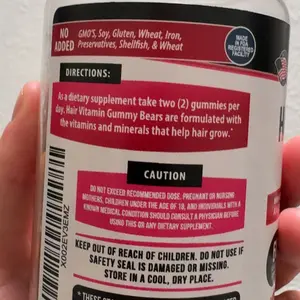 NO
ADDED
GMO'S, Soy, Gluten, Wheat, Iron,
Preservatives, Shellfish, & Wheat
MADE
IN FDA
REGISTERED
FACILITY
DIRECTIONS:
As a dietary supplement take two (2) gummies per
day. Hair Vitamin Gummy Bears are formulated with
the vitamins and minerals that help hair grow.*
CAUTION
DO NOT EXCEED RECOMMENDED DOSE. PREGNANT OR NURSING
MOTHERS, CHILDREN UNDER THE AGE OF 18, AND INDIVIDUALS WITH A
KNOWN MEDICAL CONDITION SHOULD CONSULT A PHYSICIAN BEFORE
USING THIS OR ANY DIETARY SUPPLEMENT.
KEEP OUT OF REACH OF CHILDREN. DO NOT USE IF
SAFETY SEAL IS DAMAGED OR MISSING.
STORE IN A COOL, DRY PLACE.
X002EV3EMZ